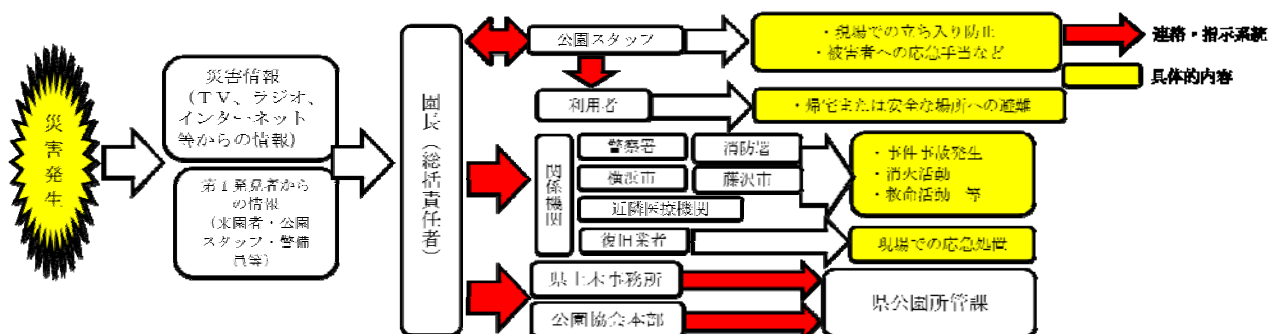 災害発生
災害情報
（ＴＶ、ラジオ、
インターネット
等からの情報）
第１発見者から
の情報
（来園者・公園
スタッフ・警備
員等）
園長（総括責任者）
公園スタッフ
・現場での立ち入り防止
・被害者への応急手当など
利用者
・帰宅または安全な場所への避難
関係機関
警察署
消防署
横浜市
藤沢市
近隣医療機関
復旧業者
・事件事故発生
・消火活動
・救命活動　等
現場での応急処置
県土木事務所
公園協会本部
県公園所管課
連絡・指示系統
具体的内容